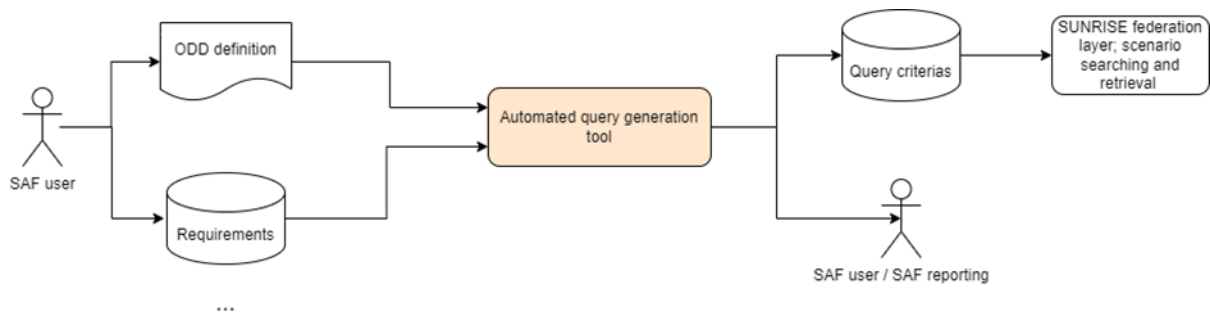 ODD definition
SAF user
Requirements
...
Automated query generation
tool
Query criterias
SUNRISE federation
layer; scenario
searching and
retrieval
SAF user / SAF reporting